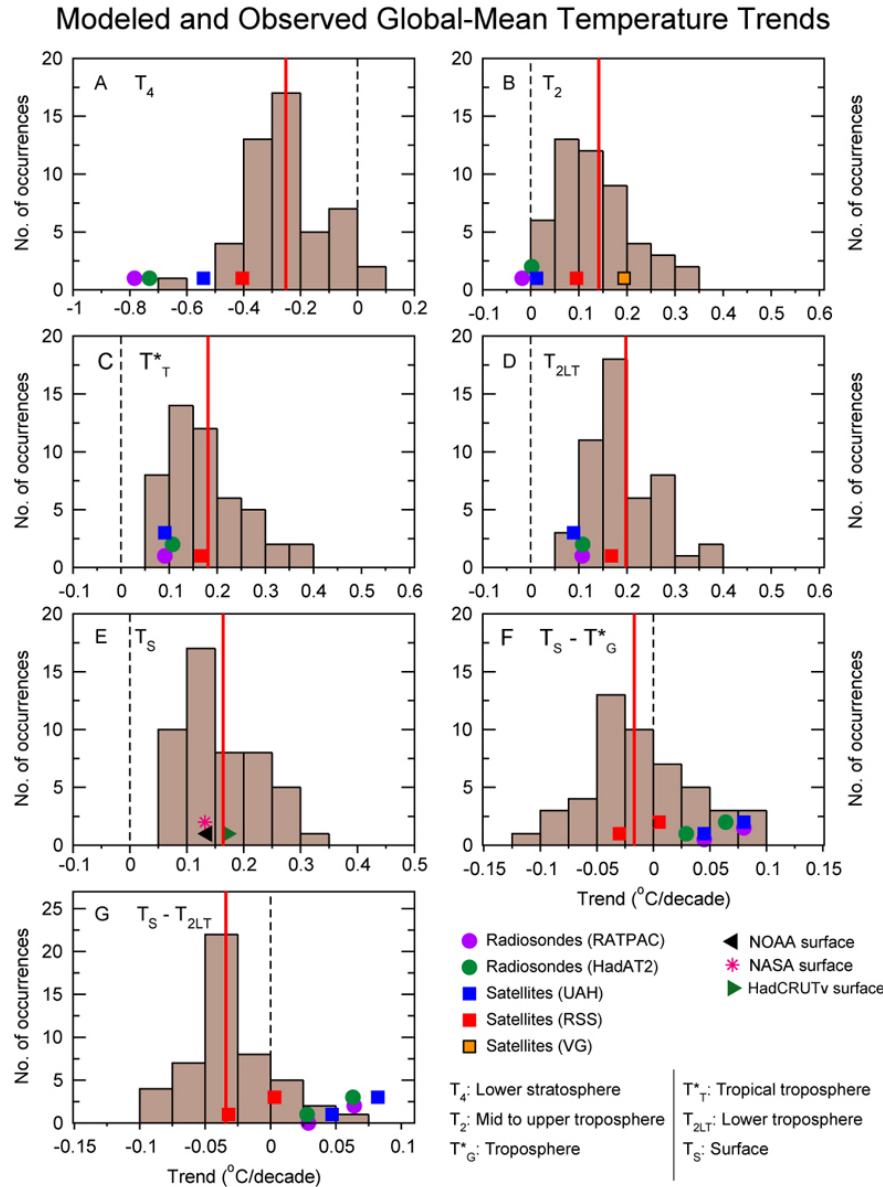 Modeled and Observed Global-Mean Temperature Trends
A T4
No. of occurrences
20
15
10
5
0
-1 -0.8 -0.6 -0.4 -0.2 0 0.2
B T2
No. of occurrences
20
15
10
5
0
-0.1 0 0.1 0.2 0.3 0.4 0.5 0.6
C T*T
No. of occurrences
20
15
10
5
0
-0.1 0 0.1 0.2 0.3 0.4 0.5 0.6
D T2LT
No. of occurrences
20
15
10
5
0
-0.1 0 0.1 0.2 0.3 0.4 0.5 0.6
E TS
No. of occurrences
20
15
10
5
0
-0.1 0 0.1 0.2 0.3 0.4 0.5
F TS - T*G
No. of occurrences
20
15
10
5
0
-0.15 -0.1 -0.05 0 0.05 0.1 0.15
Trend (°C/decade)
G TS - T2LT
No. of occurrences
25
20
15
10
5
0
-0.15 -0.1 -0.05 0 0.05 0.1
Trend (°C/decade)
Radiosondes (RATPAC)
Radiosondes (HadAT2)
Satellites (UAH)
Satellites (RSS)
Satellites (VG)
NOAA surface
NASA surface
HadCRUTv surface
T4: Lower stratosphere
T2: Mid to upper troposphere
T*G: Troposphere
T*T: Tropical troposphere
T2LT: Lower troposphere
TS: Surface